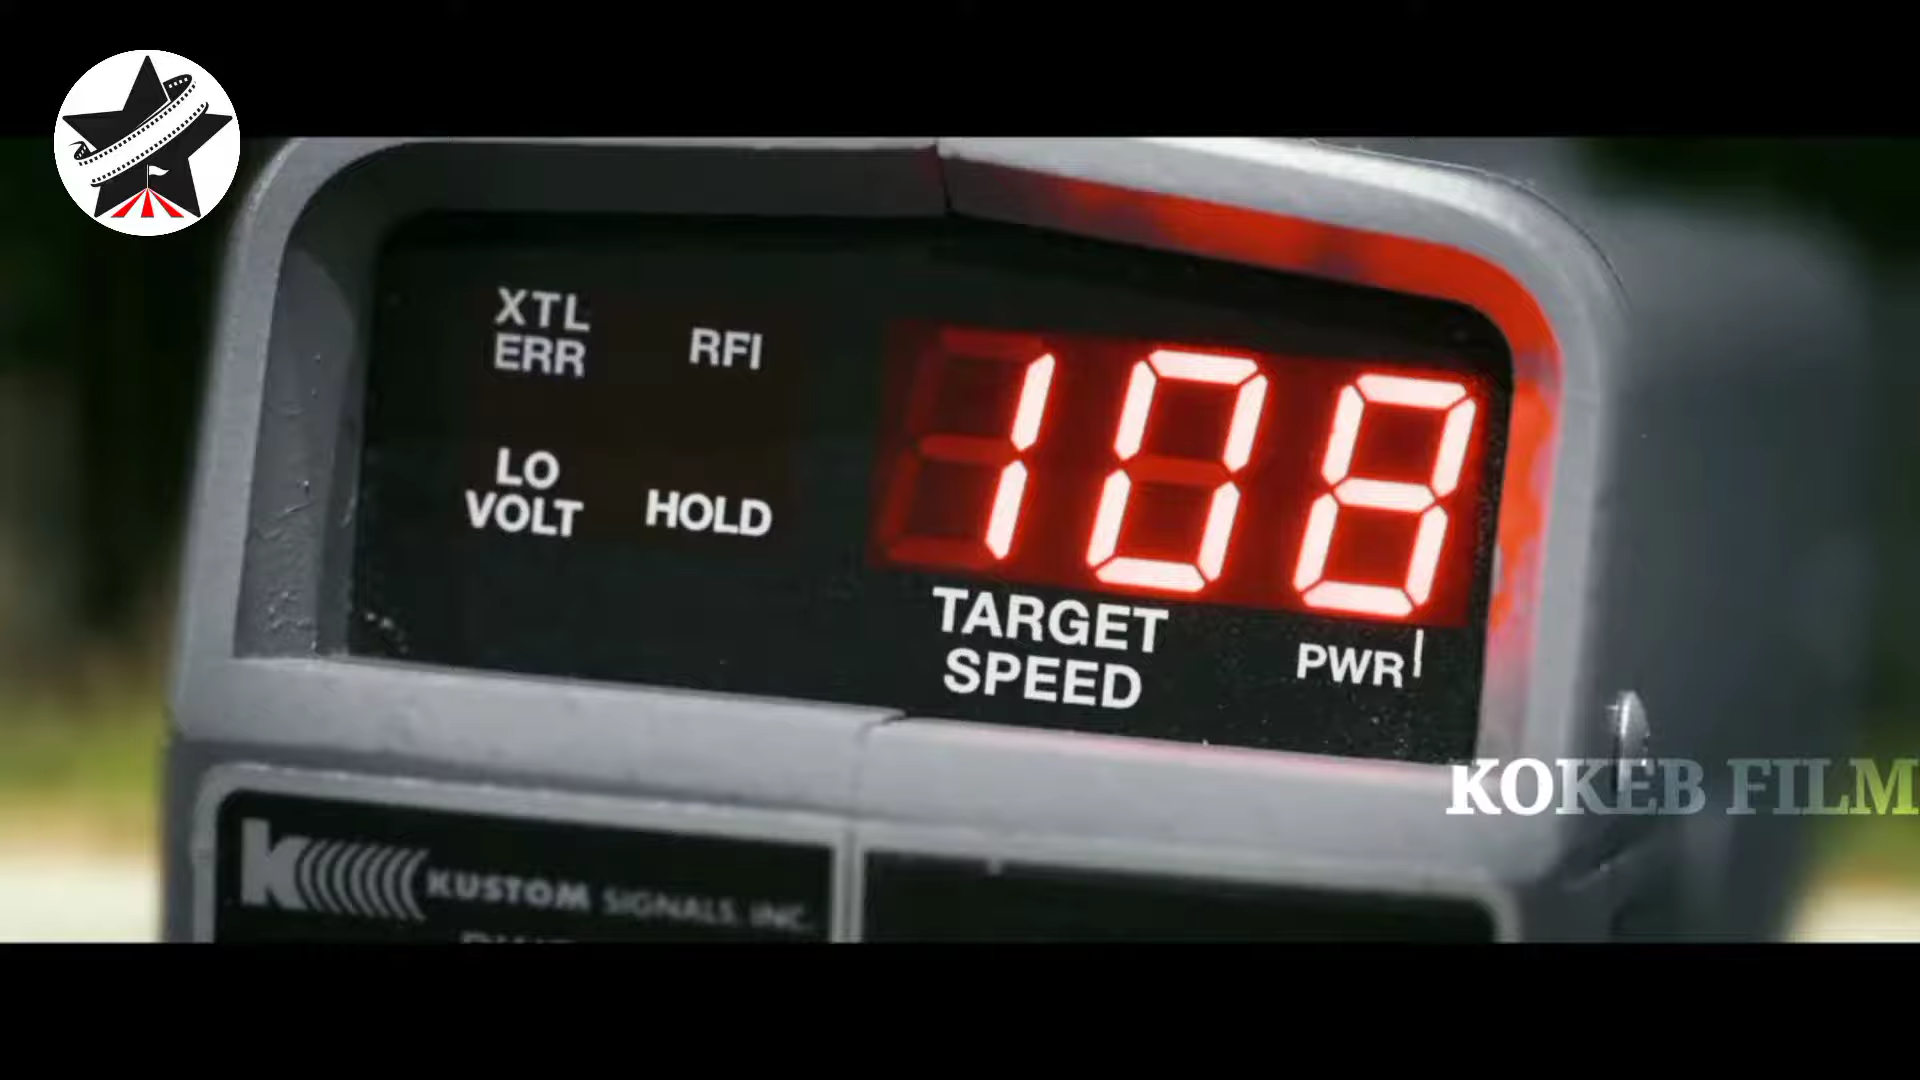 XTL
ERR
RFI
LO
VOLT
HOLD
108
TARGET
SPEED
PWR
KOKEB FILM
KUSTOM SIGNALS, INC.